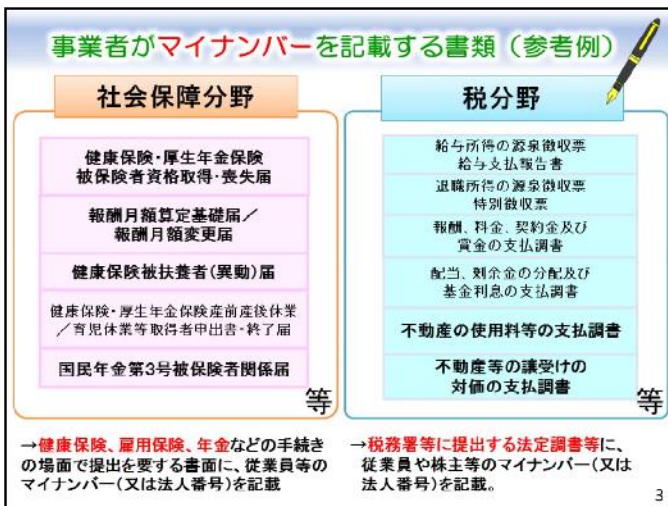 事業者がマイナンバーを記載する書類（参考例）
社会保障分野
健康保険・厚生年金保険
被保険者資格取得・喪失届
報酬月額算定基礎届／
報酬月額変更届
健康保険被扶養者（異動）届
健康保険・厚生年金保険産前産後休業
／育児休業等取得者申出書・終了届
国民年金第3号被保険者関係届
等
→健康保険、雇用保険、年金などの手続き
の場面で提出を要する書面に、従業員等の
マイナンバー（又は法人番号）を記載
税分野
給与所得の源泉徴収票
給与支払報告書
退職所得の源泉徴収票
特別徴収票
報酬、料金、契約金及び
賞金の支払調書
配当、剰余金の分配及び
基金利息の支払調書
不動産の使用料等の支払調書
不動産等の譲受けの
対価の支払調書
等
→税務署等に提出する法定調書等に、
従業員や株主等のマイナンバー（又は
法人番号）を記載。
3